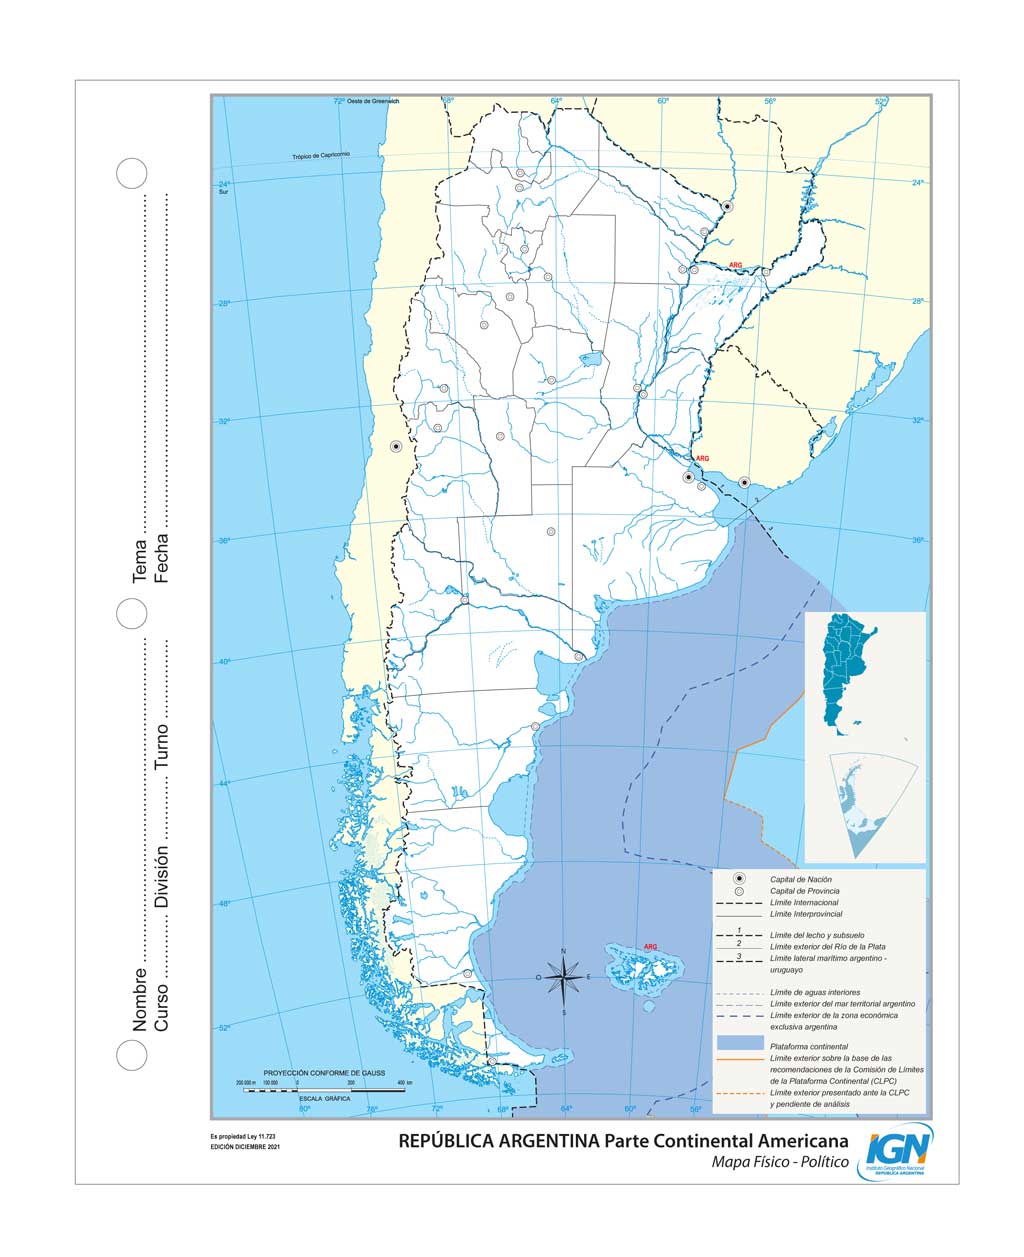 Nombre
Tema
Curso
División
Turno
Fecha
72° Oeste de Greenwich
68°
64°
60°
56°
52°
Trópico de Capricornio
24°
Sur
24°
28°
28°
32°
32°
36°
36°
40°
44°
48°
52°
ARG
ARG
ARG
1
2
3
N
O
E
S
PROYECCIÓN CONFORME DE GAUSS
200.000 m 100.000 0 200 400 km
ESCALA GRÁFICA
80°
76°
72°
68°
64°
60°
56°
Capital de Nación
Capital de Provincia
Límite Internacional
Límite Interprovincial
1 Límite del lecho y subsuelo
2 Límite exterior del Río de la Plata
3 Límite lateral marítimo argentino -
uruguayo
Límite de aguas interiores
Límite exterior del mar territorial argentino
Límite exterior de la zona económica
exclusiva argentina
Plataforma continental
Límite exterior sobre la base de las
recomendaciones de la Comisión de Límites
de la Plataforma Continental (CLPC)
Límite exterior presentado ante la CLPC
y pendiente de análisis
Es propiedad Ley 11.723
EDICIÓN DICIEMBRE 2021
REPÚBLICA ARGENTINA Parte Continental Americana
Mapa Físico - Político
IGN
Instituto Geográfico Nacional
REPÚBLICA ARGENTINA